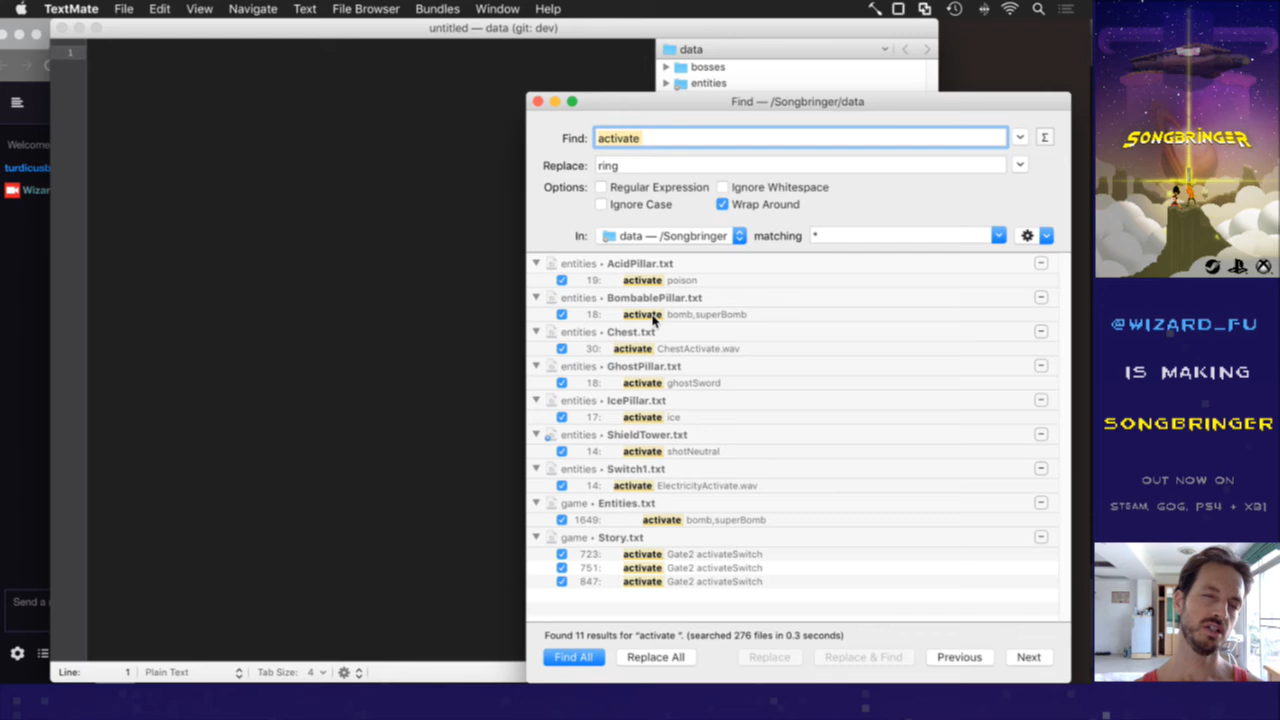 TextMate File Edit View Navigate Text File Browser Bundles Window Help
untitled — data (git: dev)
1
data
bosses
entities
Welcome
turdicusb
Wizar
Send a
Find — /Songbringer/data
Find: activate
Σ
Replace: ring
Options: Regular Expression Ignore Whitespace
Ignore Case Wrap Around
In: data — /Songbringer matching *
entities • AcidPillar.txt
19: activate poison
entities • BombablePillar.txt
18: activate bomb,superBomb
entities • Chest.txt
30: activate ChestActivate.wav
entities • GhostPillar.txt
18: activate ghostSword
entities • IcePillar.txt
17: activate ice
entities • ShieldTower.txt
14: activate shotNeutral
entities • Switch1.txt
14: activate ElectricityActivate.wav
game • Entities.txt
1649: activate bomb,superBomb
game • Story.txt
723: activate Gate2 activateSwitch
751: activate Gate2 activateSwitch
847: activate Gate2 activateSwitch
Found 11 results for “activate ”. (searched 276 files in 0.3 seconds)
Find All Replace All Replace Replace & Find Previous Next
Line: 1 Plain Text Tab Size: 4
SONGBRINGER
@WIZARD_FU
IS MAKING
SONGBRINGER
OUT NOW ON
STEAM, GOG, PS4 + XB1